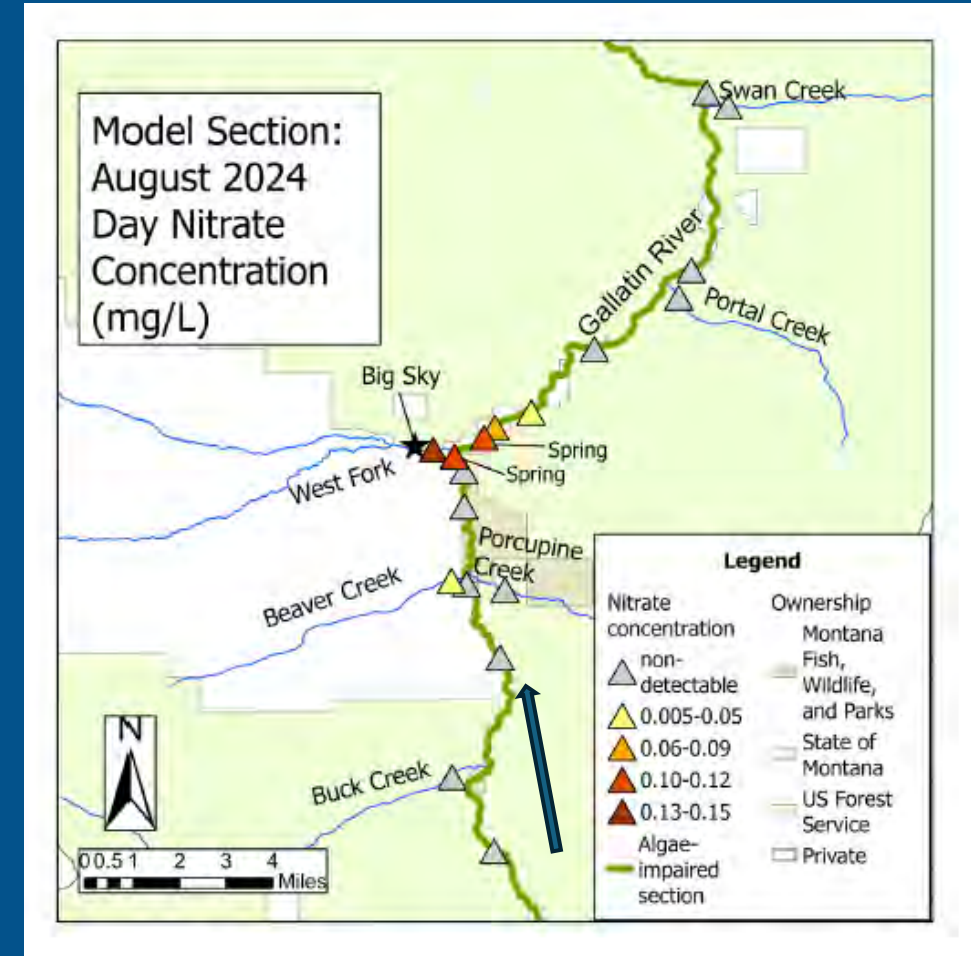 Model Section:
August 2024
Day Nitrate
Concentration
(mg/L)
Swan Creek
Gallatin River
Portal Creek
Big Sky
Spring
Spring
West Fork
Porcupine
Creek
Beaver Creek
Buck Creek
N
0 0.5 1 2 3 4
Miles
Legend
Nitrate
concentration
non-
detectable
0.005-0.05
0.06-0.09
0.10-0.12
0.13-0.15
Algae-
impaired
section
Ownership
Montana
Fish,
Wildlife,
and Parks
State of
Montana
US Forest
Service
Private